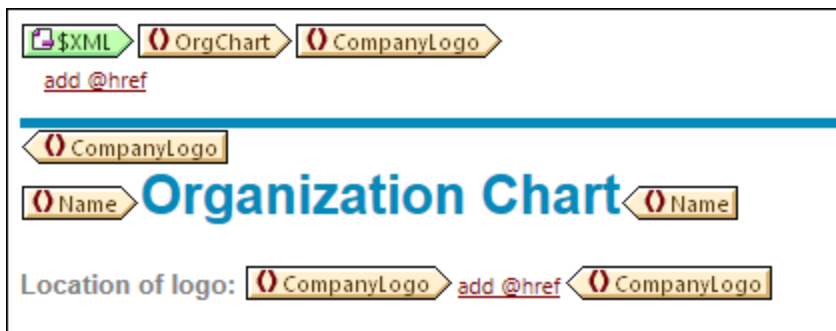 $XML () OrgChart () CompanyLogo
add @href
() CompanyLogo
() Name Organization Chart () Name
Location of logo: () CompanyLogo add @href () CompanyLogo